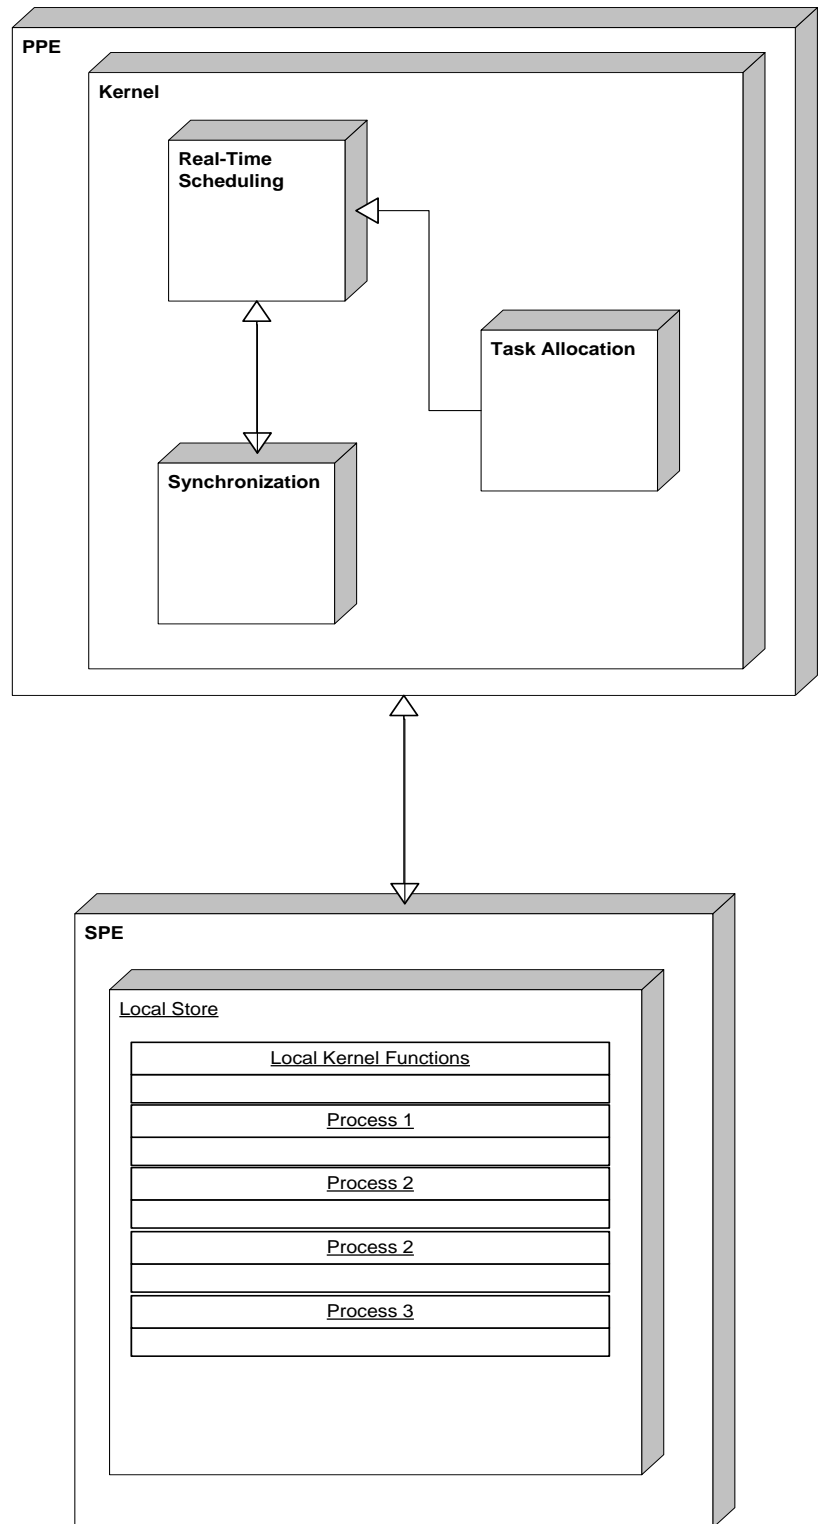 PPE
Kernel
Real-Time
Scheduling
Task Allocation
Synchronization
SPE
Local Store
Local Kernel Functions
Process 1
Process 2
Process 2
Process 3